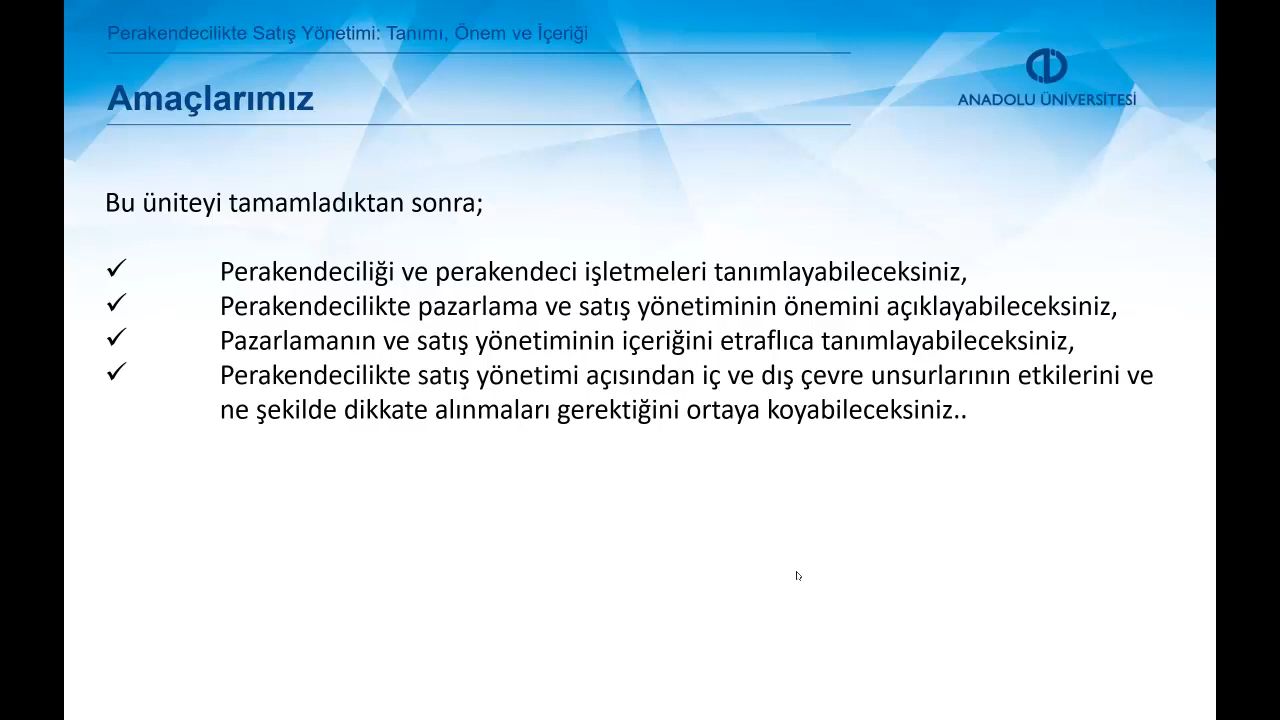 Perakendecilikte Satış Yönetimi: Tanımı, Önem ve İçeriği
Amaçlarımız
ANADOLU ÜNİVERSİTESİ
Bu üniteyi tamamladıktan sonra;
✓ Perakendeciliği ve perakendeci işletmeleri tanımlayabileceksiniz,
✓ Perakendecilikte pazarlama ve satış yönetiminin önemini açıklayabileceksiniz,
✓ Pazarlamanın ve satış yönetiminin içeriğini etraflıca tanımlayabileceksiniz,
✓ Perakendecilikte satış yönetimi açısından iç ve dış çevre unsurlarının etkilerini ve
ne şekilde dikkate alınmaları gerektiğini ortaya koyabileceksiniz..